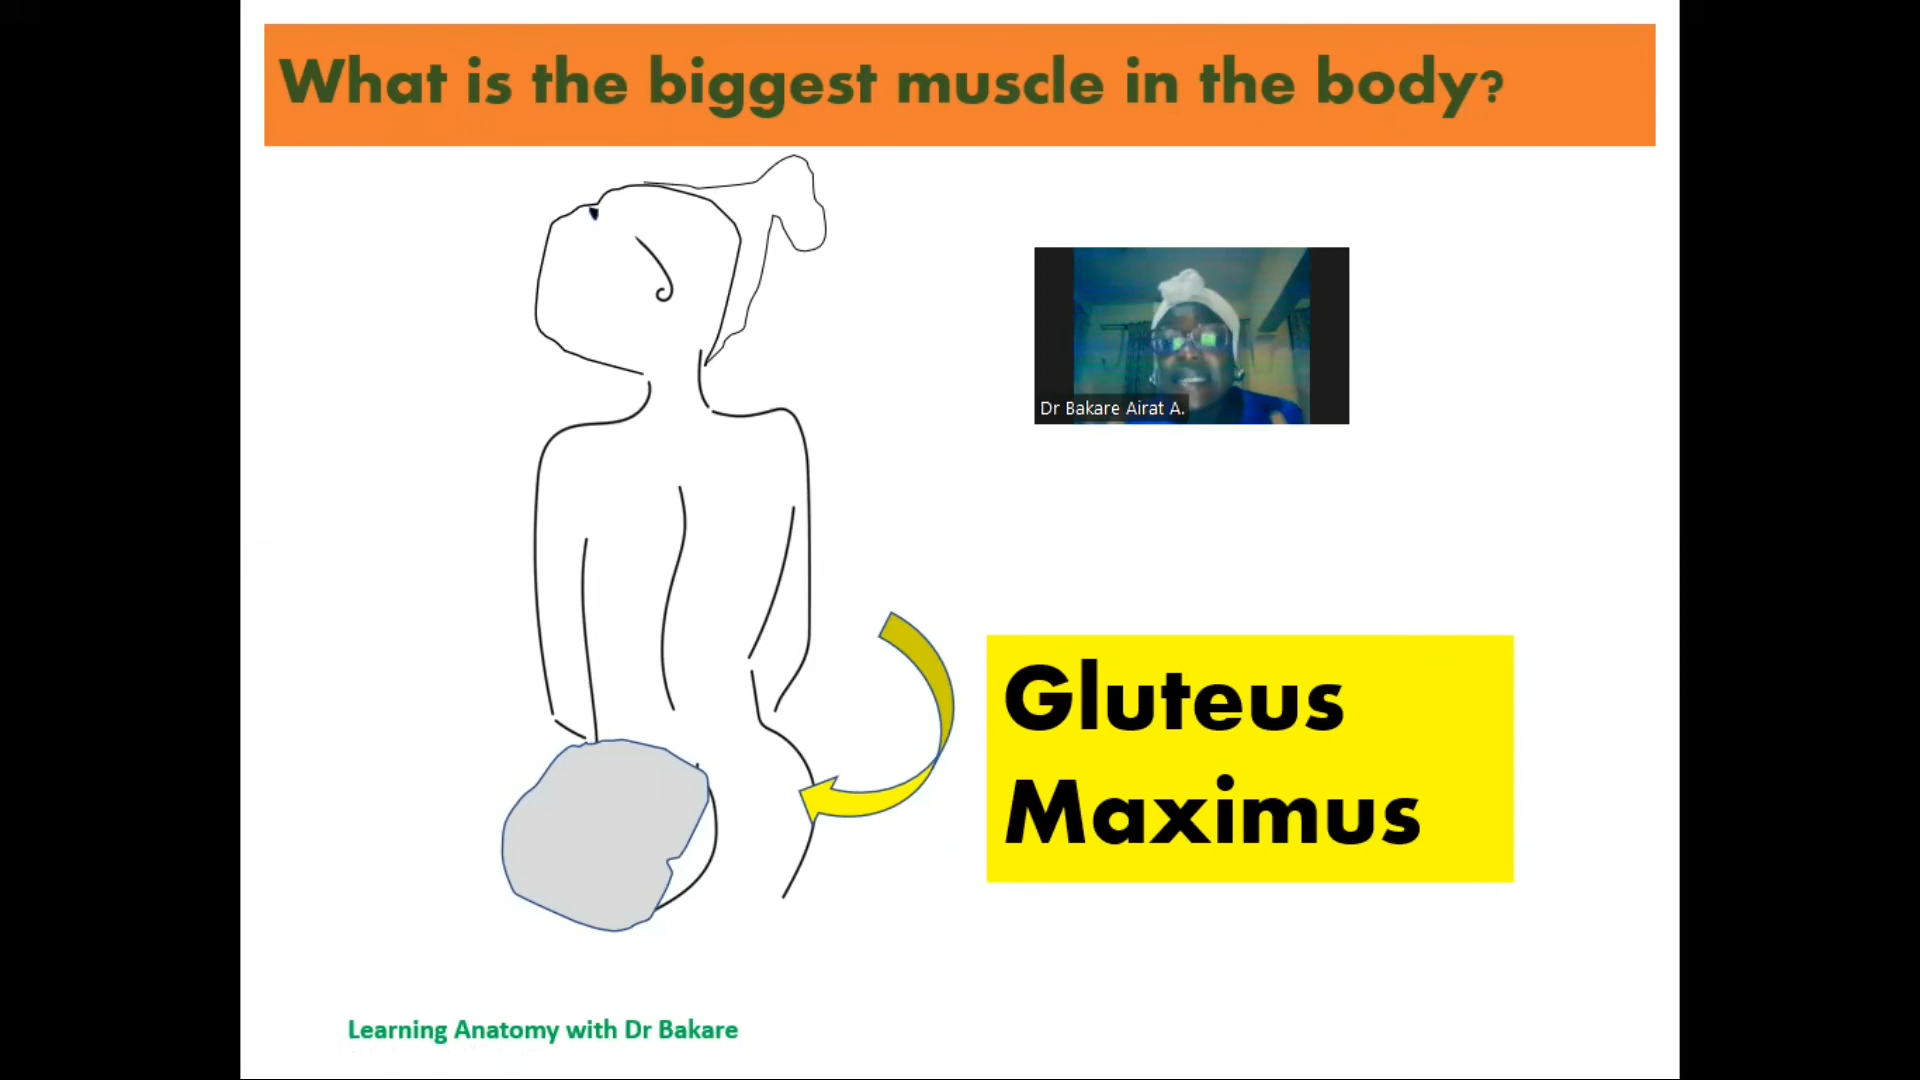 What is the biggest muscle in the body?
Dr Bakare Airat A.
Gluteus
Maximus
Learning Anatomy with Dr Bakare